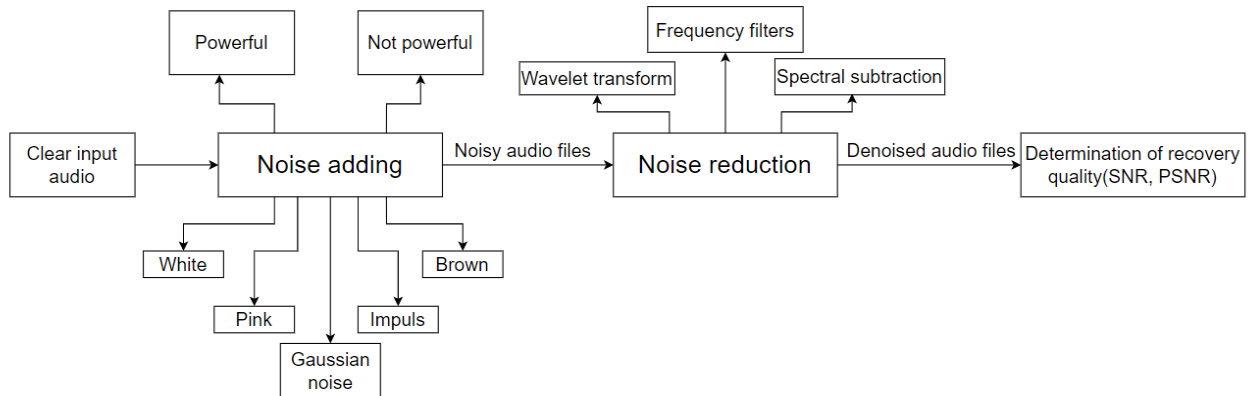 Powerful
Not powerful
Frequency filters
Wavelet transform
Spectral subtraction
Clear input
audio
Noise adding
Noisy audio files
Noise reduction
Denoised audio files
Determination of recovery
quality(SNR, PSNR)
White
Brown
Pink
Impuls
Gaussian
noise